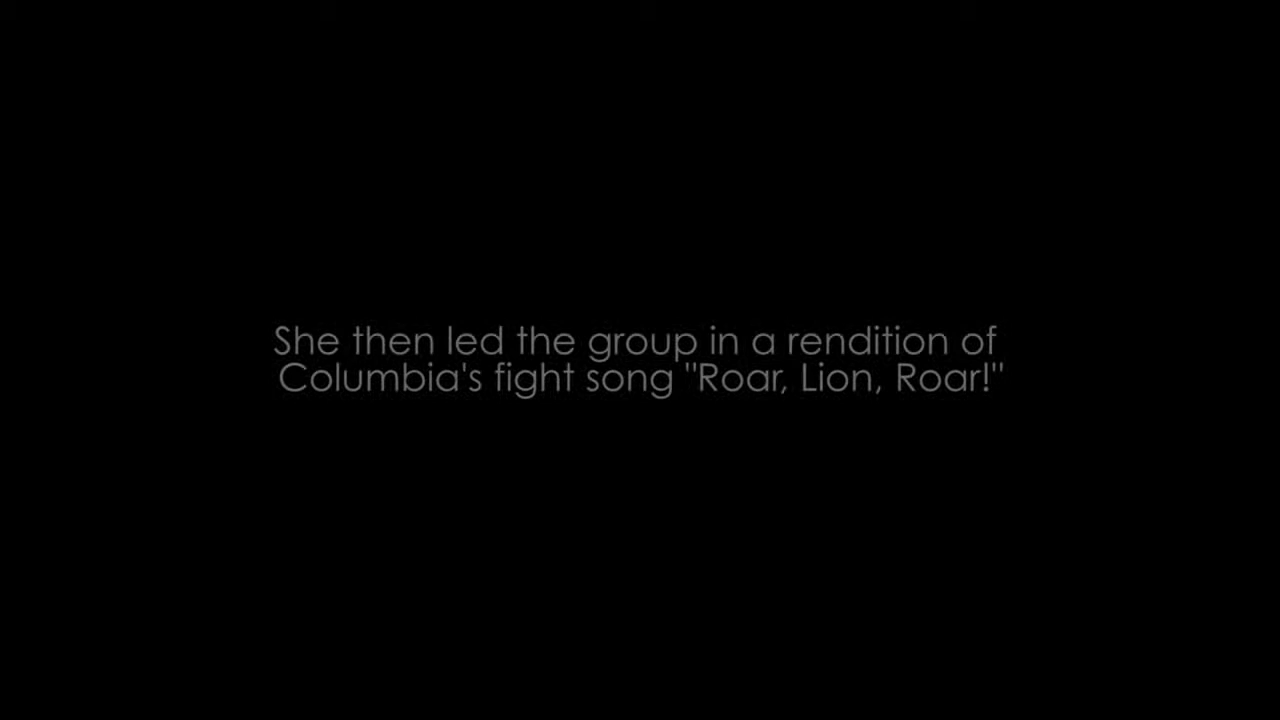 She then led the group in a rendition of
Columbia's fight song "Roar, Lion, Roar!"